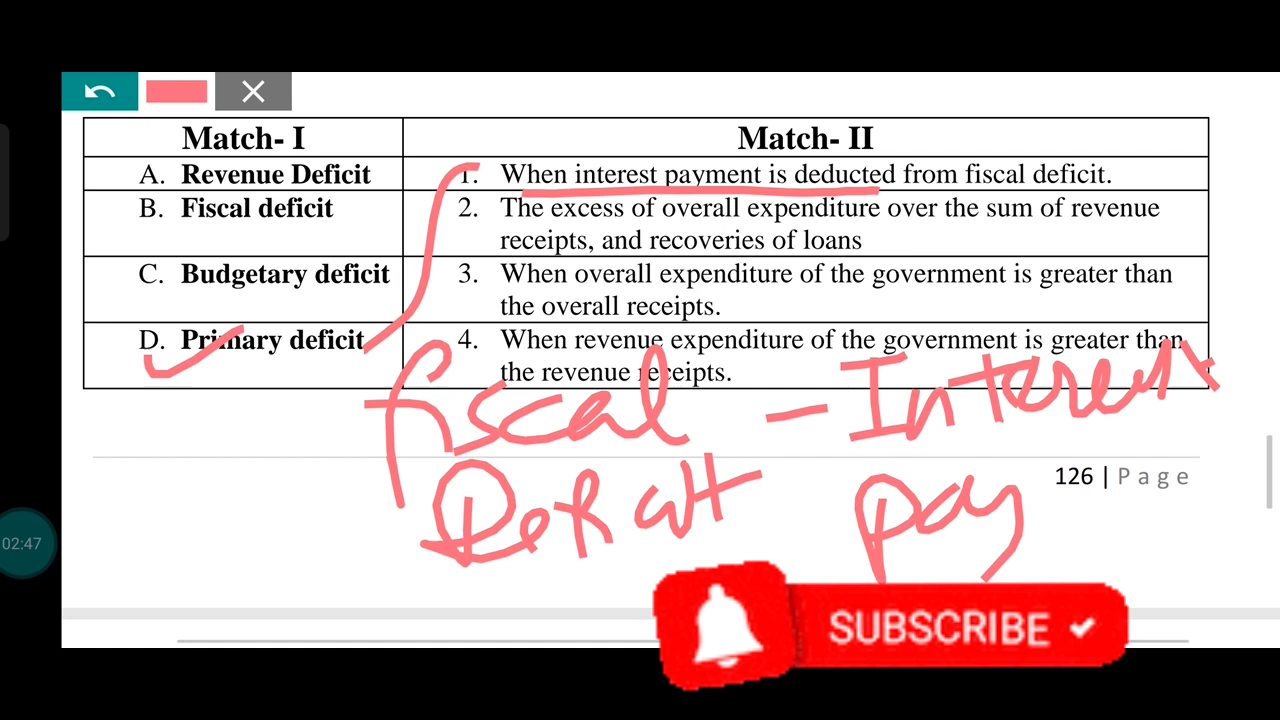 Match- I Match- II
A. Revenue Deficit 1. When interest payment is deducted from fiscal deficit.
B. Fiscal deficit 2. The excess of overall expenditure over the sum of revenue
receipts, and recoveries of loans
C. Budgetary deficit 3. When overall expenditure of the government is greater than
the overall receipts.
D. Primary deficit 4. When revenue expenditure of the government is greater than
the revenue receipts.
fiscal - Interest
pay
126 | Page
02:47
SUBSCRIBE